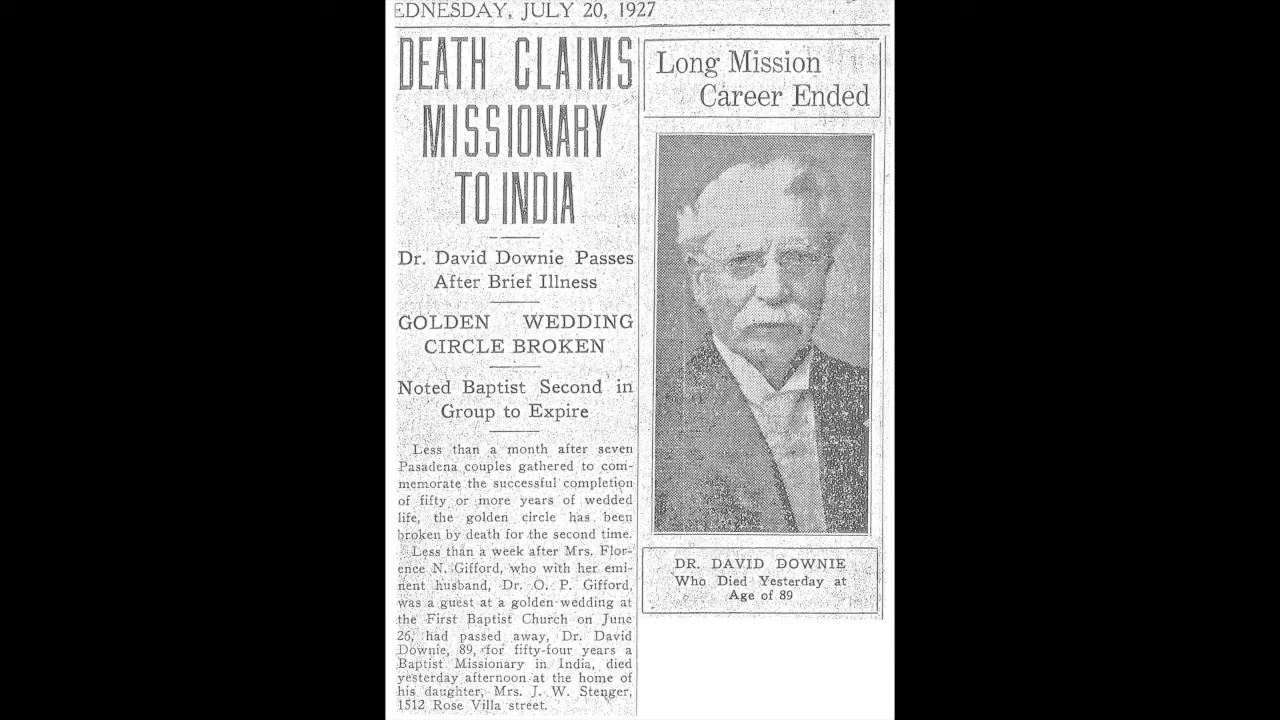 EDNESDAY, JULY 20, 1927
DEATH CLAIMS
MISSIONARY
TO INDIA
Dr. David Downie Passes
After Brief Illness
GOLDEN WEDDING
CIRCLE BROKEN
Noted Baptist Second in
Group to Expire
Less than a month after seven
Pasadena couples gathered to com-
memorate the successful completion
of fifty or more years of wedded
life, the golden circle has been
broken by death for the second time.
Less than a week after Mrs. Flor-
ence N. Gifford, who with her emi-
nent husband, Dr. O. P. Gifford,
was a guest at a golden wedding at
the First Baptist Church on June
26, had passed away, Dr. David
Downie, 89, for fifty-four years a
Baptist Missionary in India, died
yesterday afternoon at the home of
his daughter, Mrs. J. W. Stenger,
1512 Rose Villa street.
Long Mission
Career Ended
DR. DAVID DOWNIE
Who Died Yesterday at
Age of 89